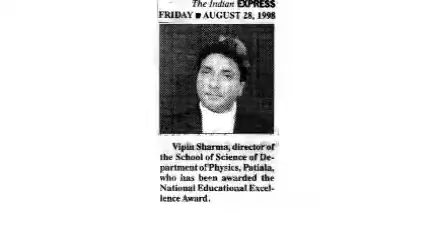 The Indian EXPRESS
FRIDAY ■ AUGUST 28, 1998
Vipin Sharma, director of
the School of Science of De-
partment of Physics, Patiala,
who has been awarded the
National Educational Excel-
lence Award.